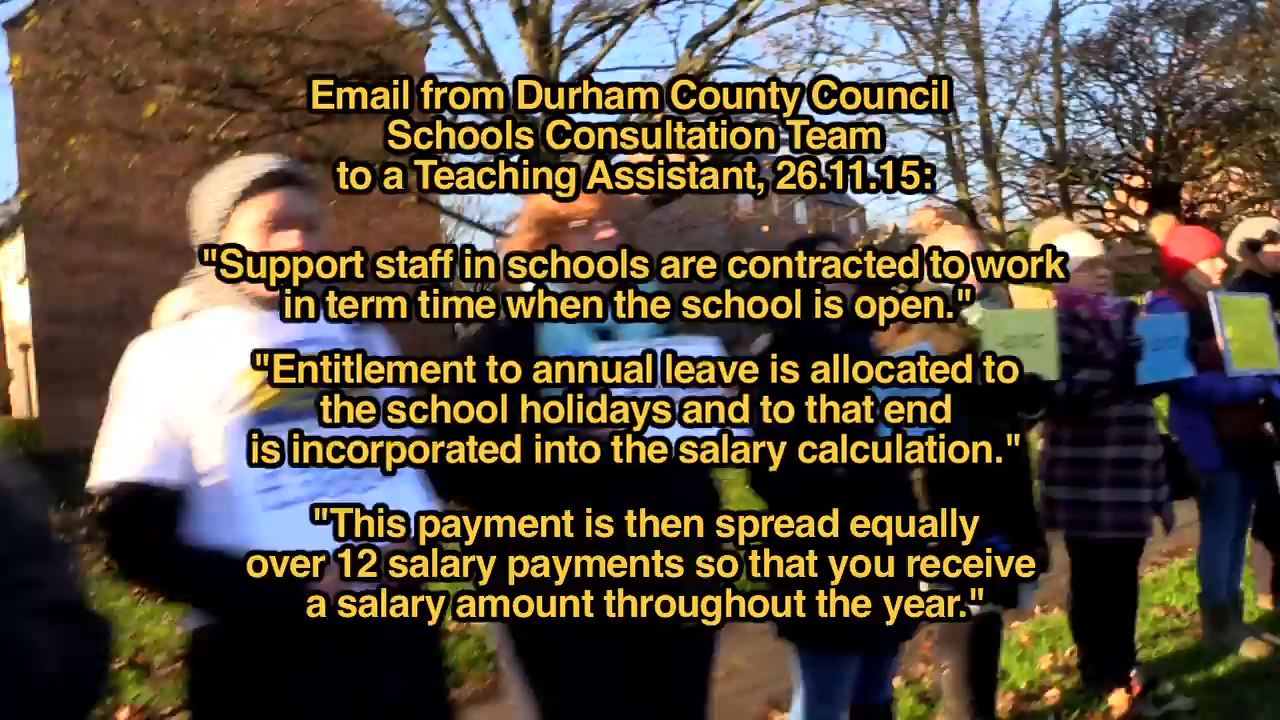 Email from Durham County Council
Schools Consultation Team
to a Teaching Assistant, 26.11.15:
"Support staff in schools are contracted to work
in term time when the school is open."
"Entitlement to annual leave is allocated to
the school holidays and to that end
is incorporated into the salary calculation."
"This payment is then spread equally
over 12 salary payments so that you receive
a salary amount throughout the year."